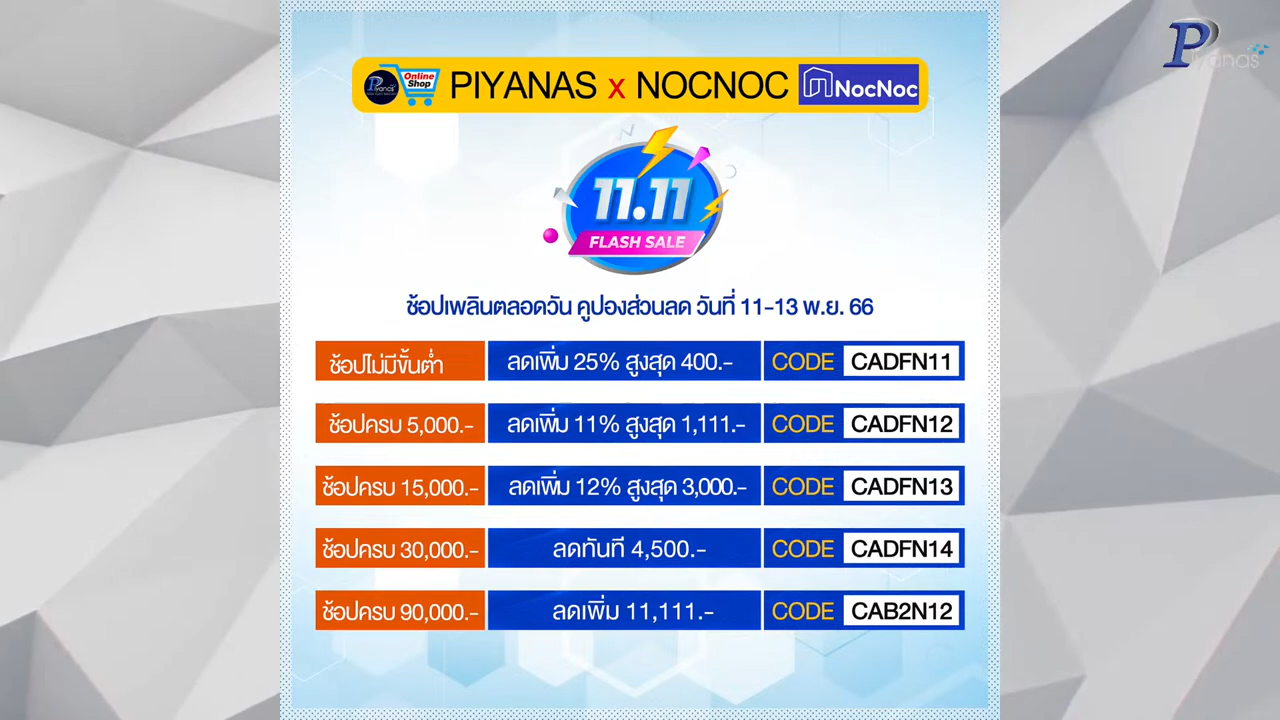 Piyanas
Piyanas Online Shop PIYANAS x NOCNOC NocNoc
11.11
FLASH SALE
ช้อปเพลินตลอดวัน คูปองส่วนลด วันที่ 11-13 พ.ย. 66
ช้อปไม่มีขั้นต่ำ ลดเพิ่ม 25% สูงสุด 400.- CODE CADFN11
ช้อปครบ 5,000.- ลดเพิ่ม 11% สูงสุด 1,111.- CODE CADFN12
ช้อปครบ 15,000.- ลดเพิ่ม 12% สูงสุด 3,000.- CODE CADFN13
ช้อปครบ 30,000.- ลดทันที 4,500.- CODE CADFN14
ช้อปครบ 90,000.- ลดเพิ่ม 11,111.- CODE CAB2N12